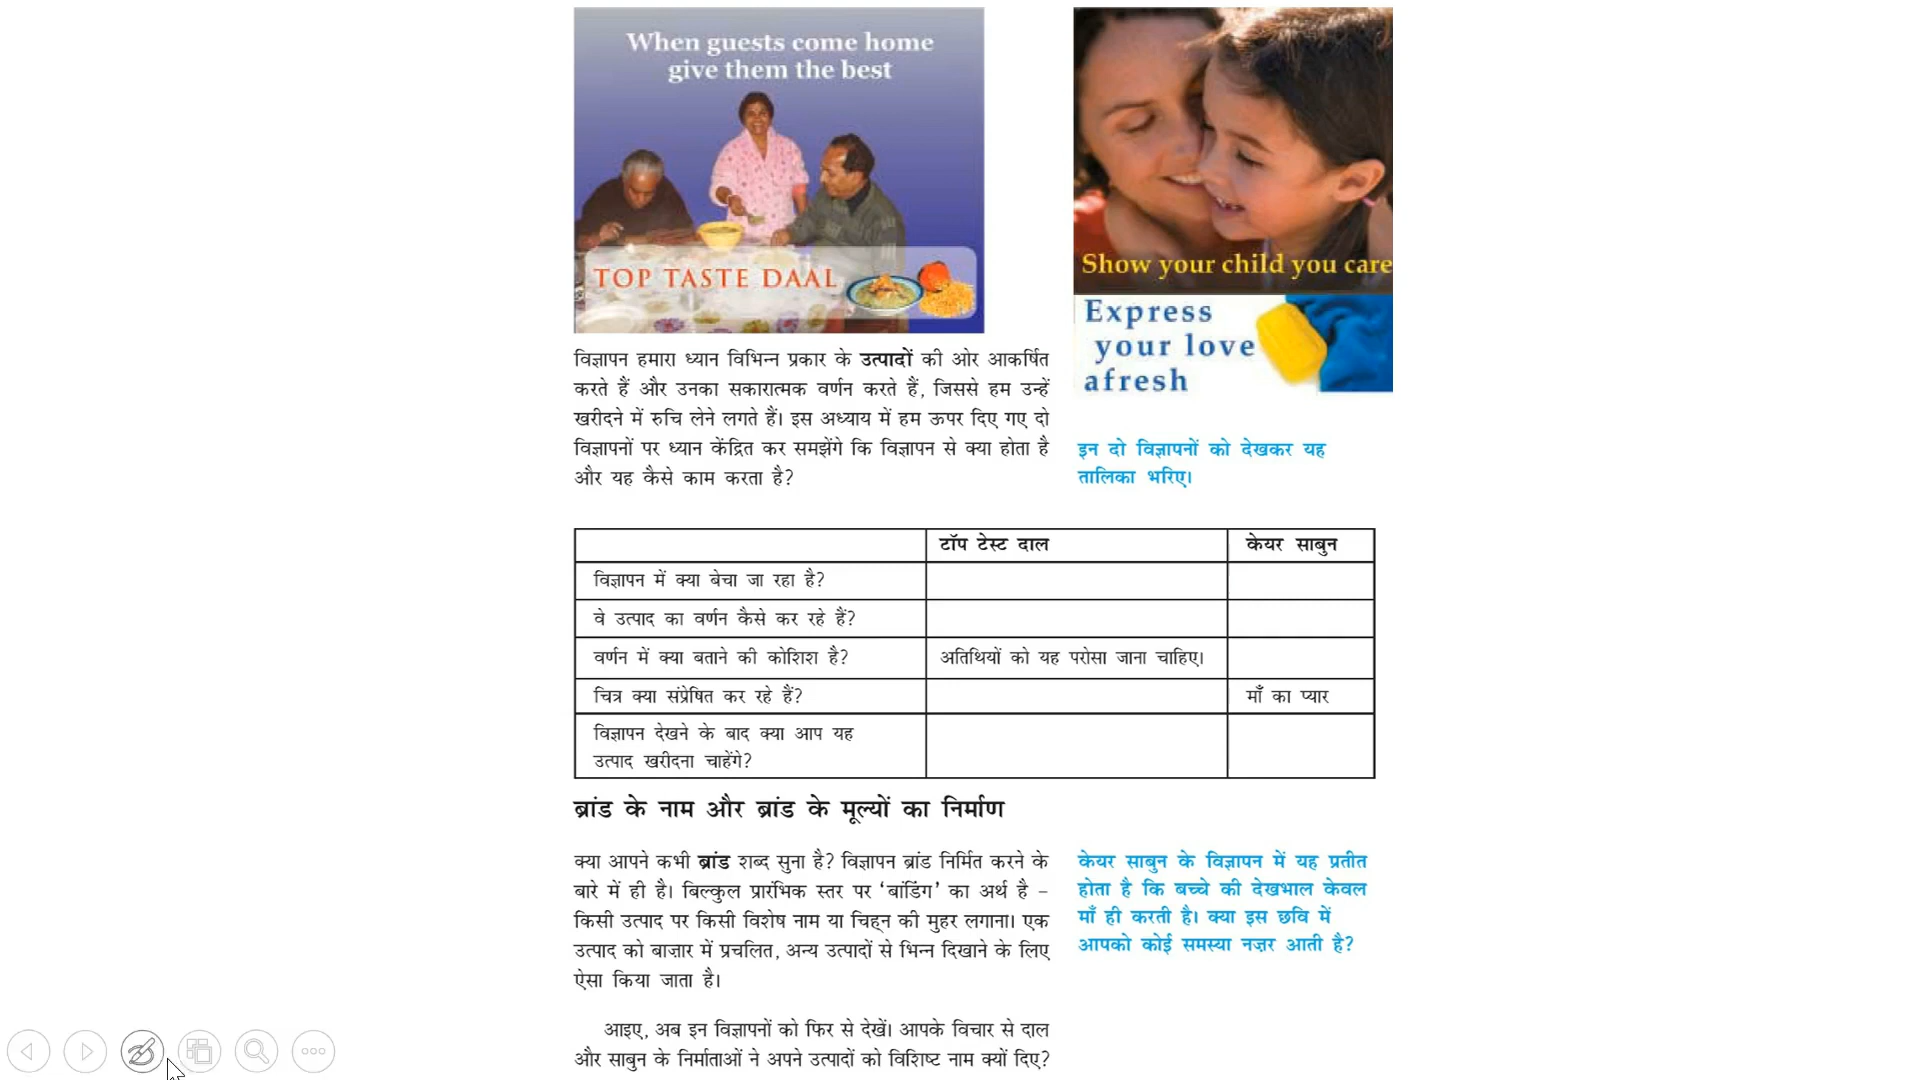 When guests come home
give them the best
TOP TASTE DAAL
Show your child you care
Express
your love
afresh
विज्ञापन हमारा ध्यान विभिन्न प्रकार के उत्पादों की ओर आकर्षित
करते हैं और उनका सकारात्मक वर्णन करते हैं, जिससे हम उन्हें
खरीदने में रुचि लेने लगते हैं। इस अध्याय में हम ऊपर दिए गए दो
विज्ञापनों पर ध्यान केंद्रित कर समझेंगे कि विज्ञापन से क्या होता है
और यह कैसे काम करता है?
इन दो विज्ञापनों को देखकर यह
तालिका भरिए।
टॉप टेस्ट दाल केयर साबुन
विज्ञापन में क्या बेचा जा रहा है?
वे उत्पाद का वर्णन कैसे कर रहे हैं?
वर्णन में क्या बताने की कोशिश है? अतिथियों को यह परोसा जाना चाहिए।
चित्र क्या संप्रेषित कर रहे हैं? माँ का प्यार
विज्ञापन देखने के बाद क्या आप यह
उत्पाद खरीदना चाहेंगे?
ब्रांड के नाम और ब्रांड के मूल्यों का निर्माण
क्या आपने कभी ब्रांड शब्द सुना है? विज्ञापन ब्रांड निर्मित करने के
बारे में ही है। बिल्कुल प्रारंभिक स्तर पर ‘बांडिंग’ का अर्थ है –
किसी उत्पाद पर किसी विशेष नाम या चिह्न की मुहर लगाना। एक
उत्पाद को बाज़ार में प्रचलित, अन्य उत्पादों से भिन्न दिखाने के लिए
ऐसा किया जाता है।
केयर साबुन के विज्ञापन में यह प्रतीत
होता है कि बच्चे की देखभाल केवल
माँ ही करती है। क्या इस छवि में
आपको कोई समस्या नज़र आती है?
आइए, अब इन विज्ञापनों को फिर से देखें। आपके विचार से दाल
और साबुन के निर्माताओं ने अपने उत्पादों को विशिष्ट नाम क्यों दिए?